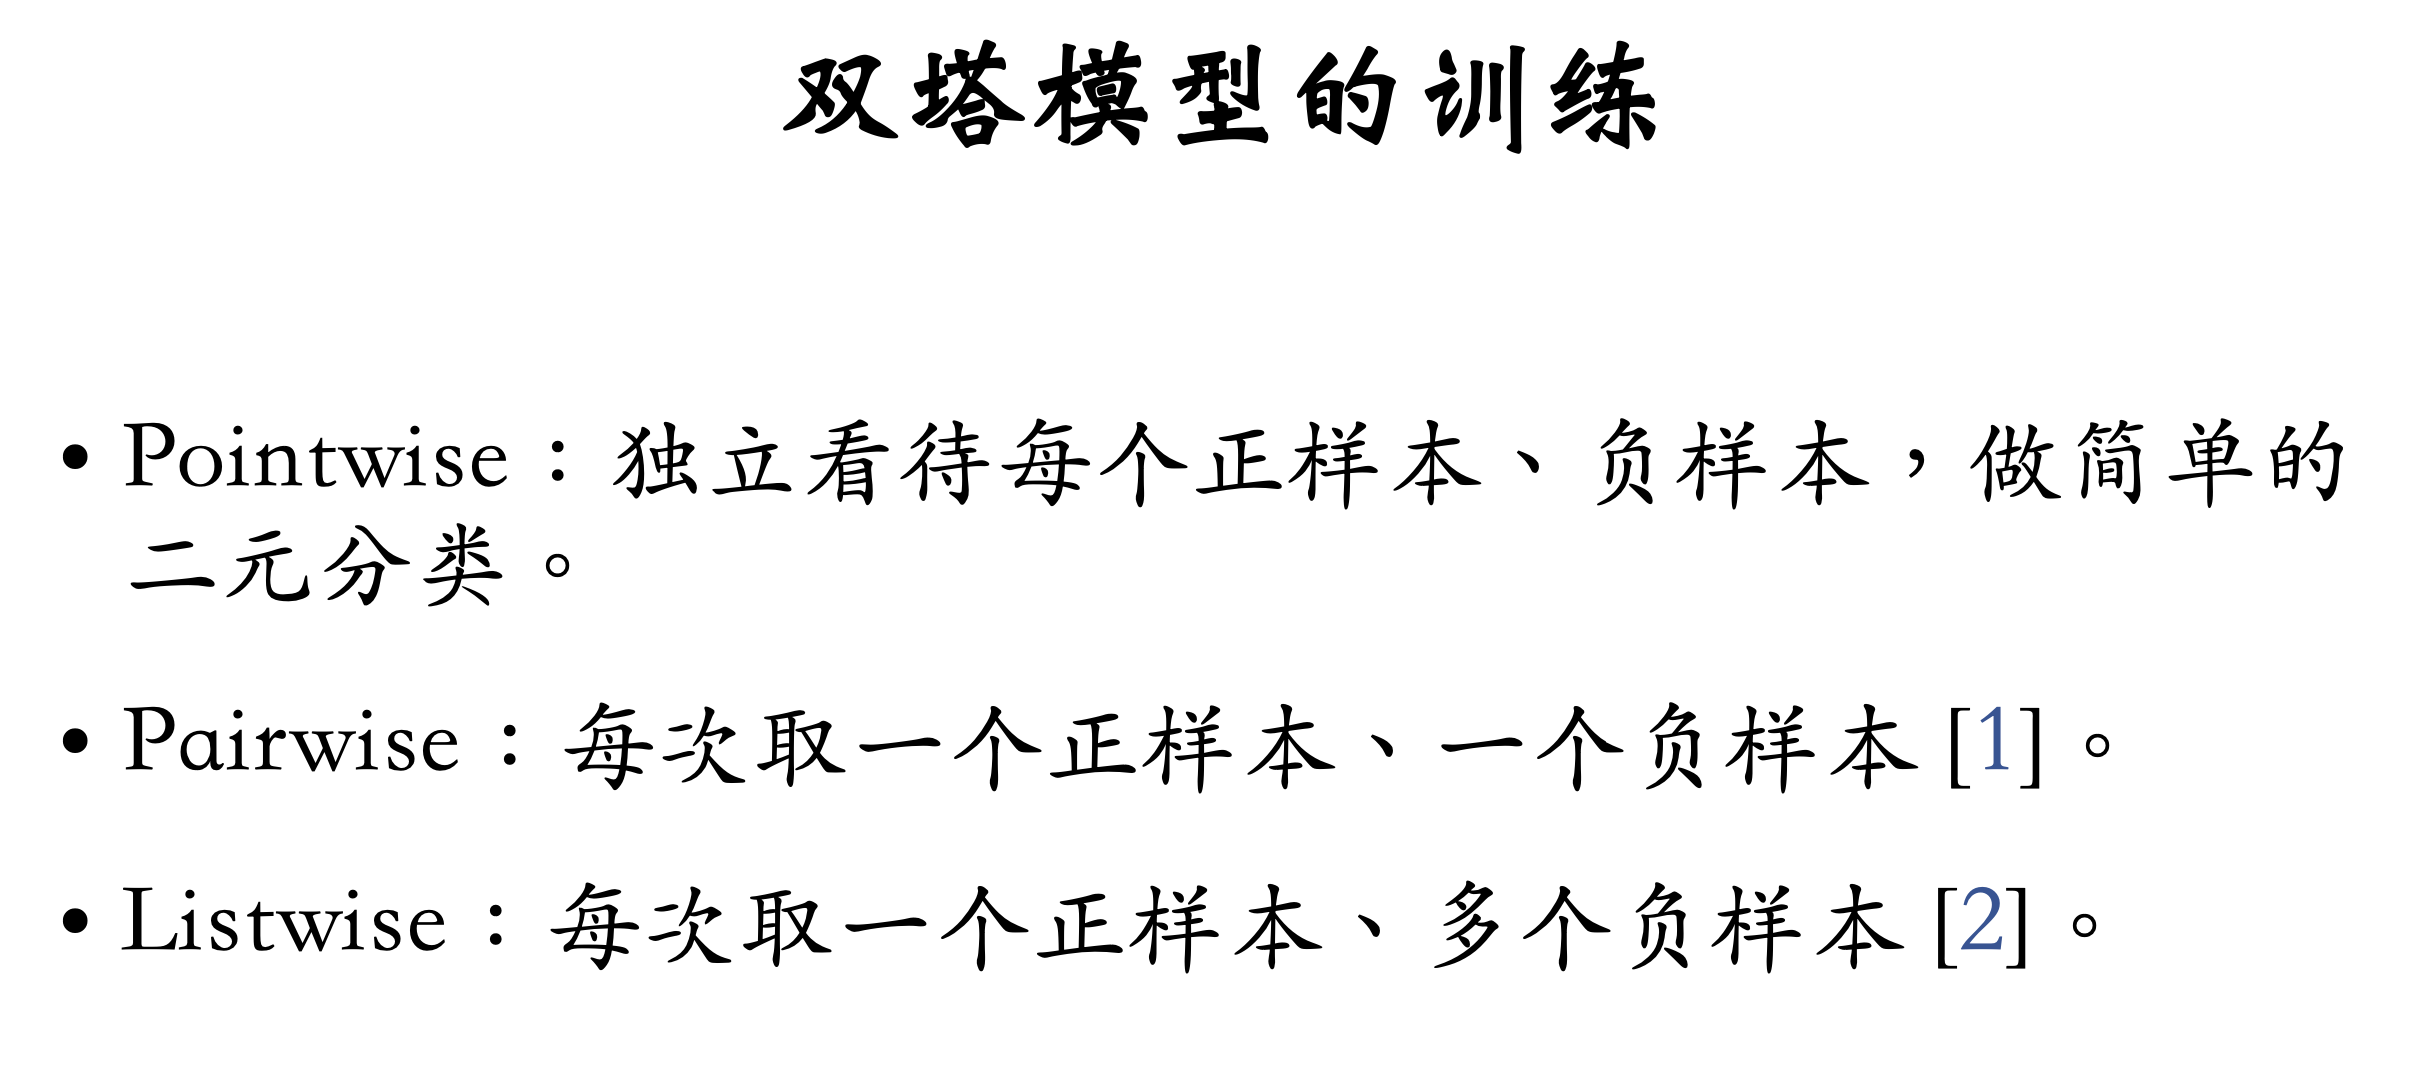 双塔模型的训练
• Pointwise：独立看待每个正样本、负样本，做简单的
二元分类。
• Pairwise：每次取一个正样本、一个负样本 [1]。
• Listwise：每次取一个正样本、多个负样本 [2]。